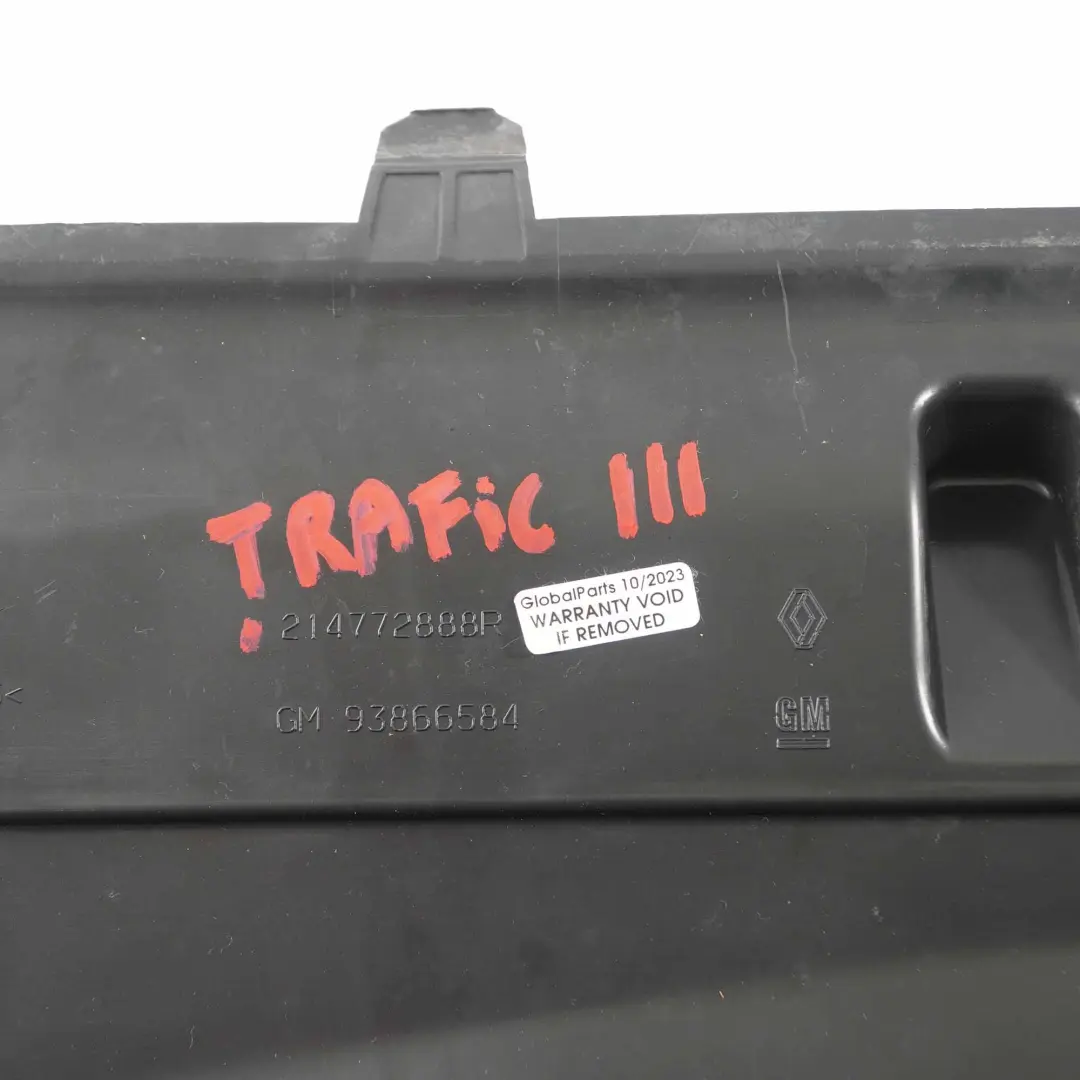 TRAFiC III
214772888R
GlobalParts 10/2023
WARRANTY VOID
IF REMOVED
GM 93866584
GM